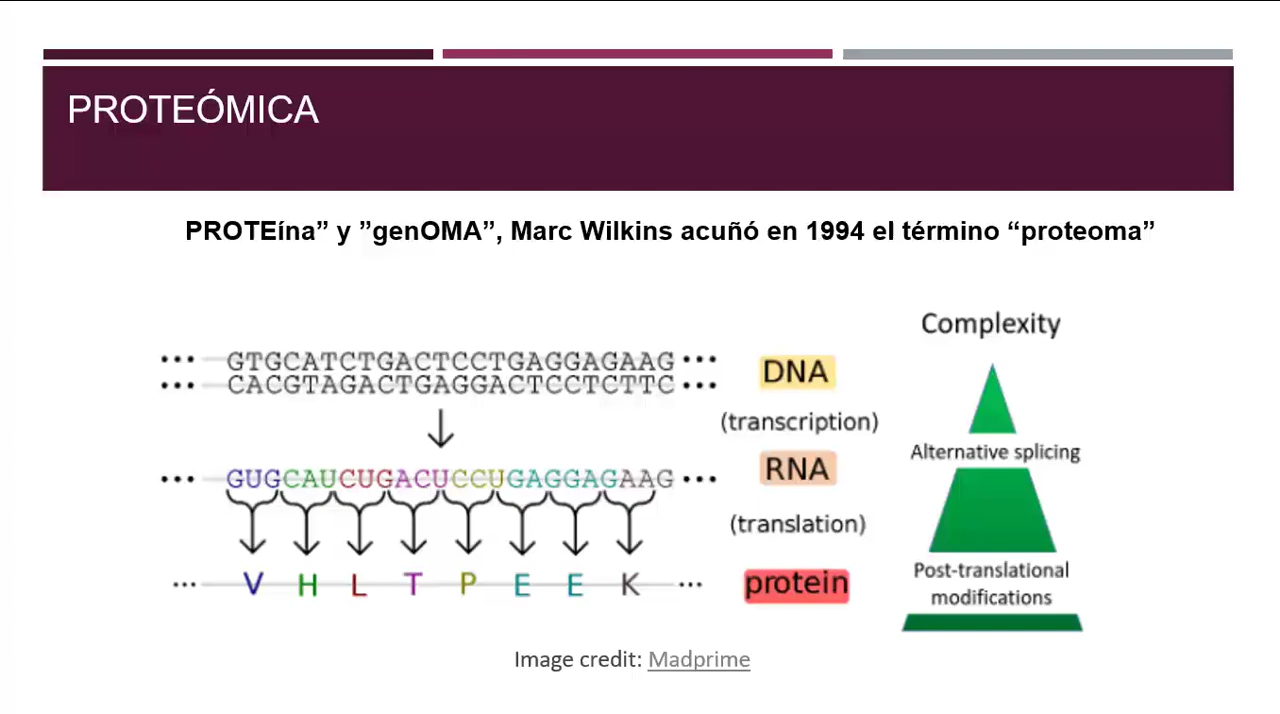 PROTEÓMICA
PROTEína” y ”genOMA”, Marc Wilkins acuñó en 1994 el término “proteoma”
Complexity
••• GTGCATCTGACTCCTGAGGAGAAG ••• DNA
••• CACGTAGACTGAGGACTCCTCTTC •••
(transcription)
Alternative splicing
••• GUGCAUCUGACUCCUGAGGAGAAG ••• RNA
(translation)
Post-translational
modifications
••• V H L T P E E K ••• protein
Image credit: Madprime